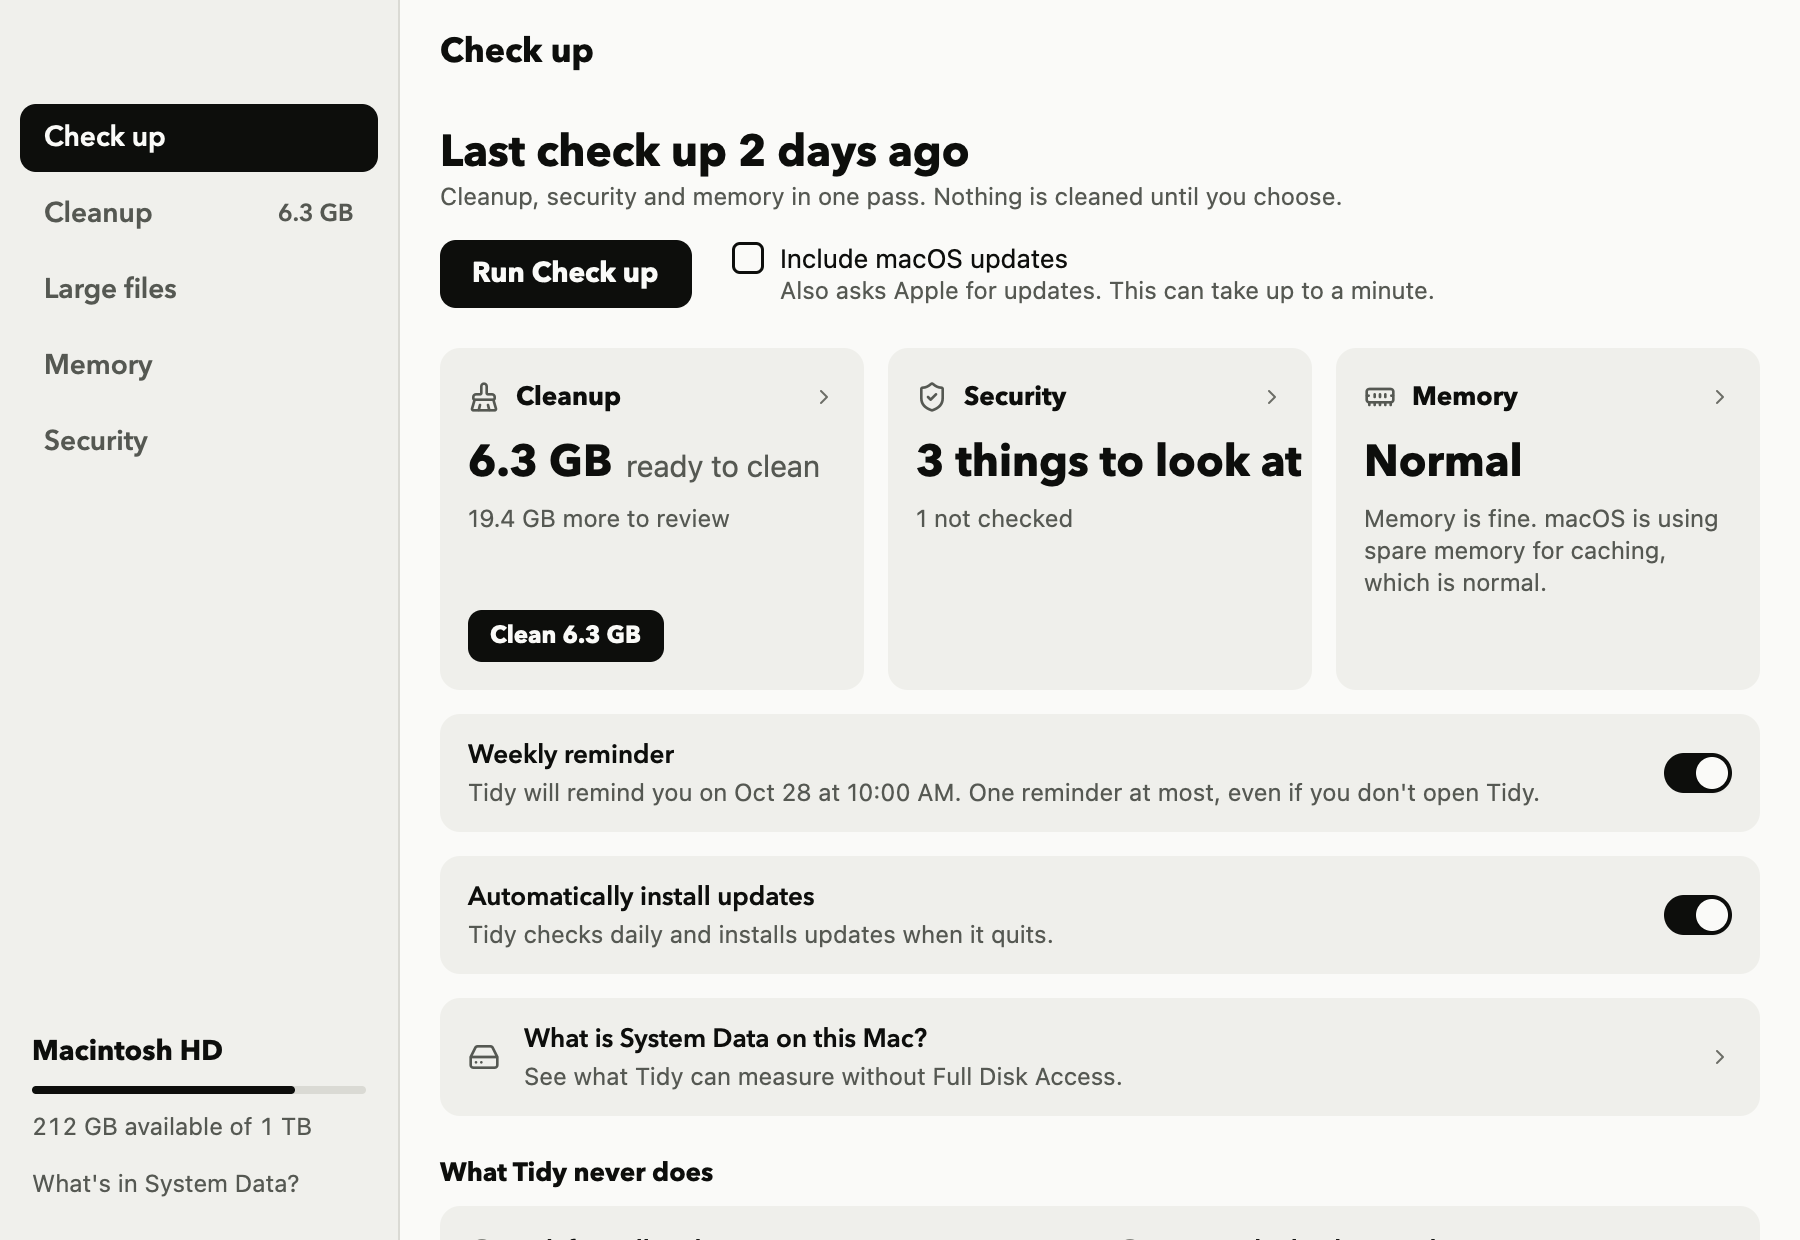 Check up
Cleanup 6.3 GB
Large files
Memory
Security
Macintosh HD
212 GB available of 1 TB
What's in System Data?
Check up
Last check up 2 days ago
Cleanup, security and memory in one pass. Nothing is cleaned until you choose.
Run Check up
Include macOS updates
Also asks Apple for updates. This can take up to a minute.
Cleanup
6.3 GB ready to clean
19.4 GB more to review
Clean 6.3 GB
Security
3 things to look at
1 not checked
Memory
Normal
Memory is fine. macOS is using
spare memory for caching,
which is normal.
Weekly reminder
Tidy will remind you on Oct 28 at 10:00 AM. One reminder at most, even if you don't open Tidy.
Automatically install updates
Tidy checks daily and installs updates when it quits.
What is System Data on this Mac?
See what Tidy can measure without Full Disk Access.
What Tidy never does